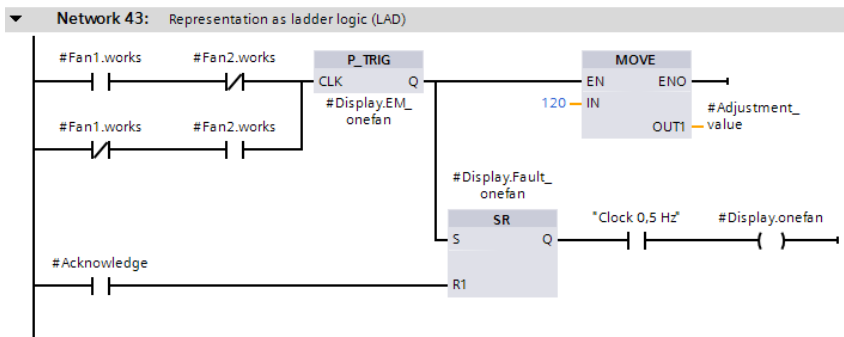 Network 43: Representation as ladder logic (LAD)
#Fan1.works #Fan2.works P_TRIG MOVE
CLK Q EN ENO
#Display.EM_
onefan
120 IN
#Adjustment_
value
OUT1
#Fan1.works #Fan2.works
#Display.Fault_
onefan
SR "Clock 0,5 Hz" #Display.onefan
S Q
#Acknowledge
R1